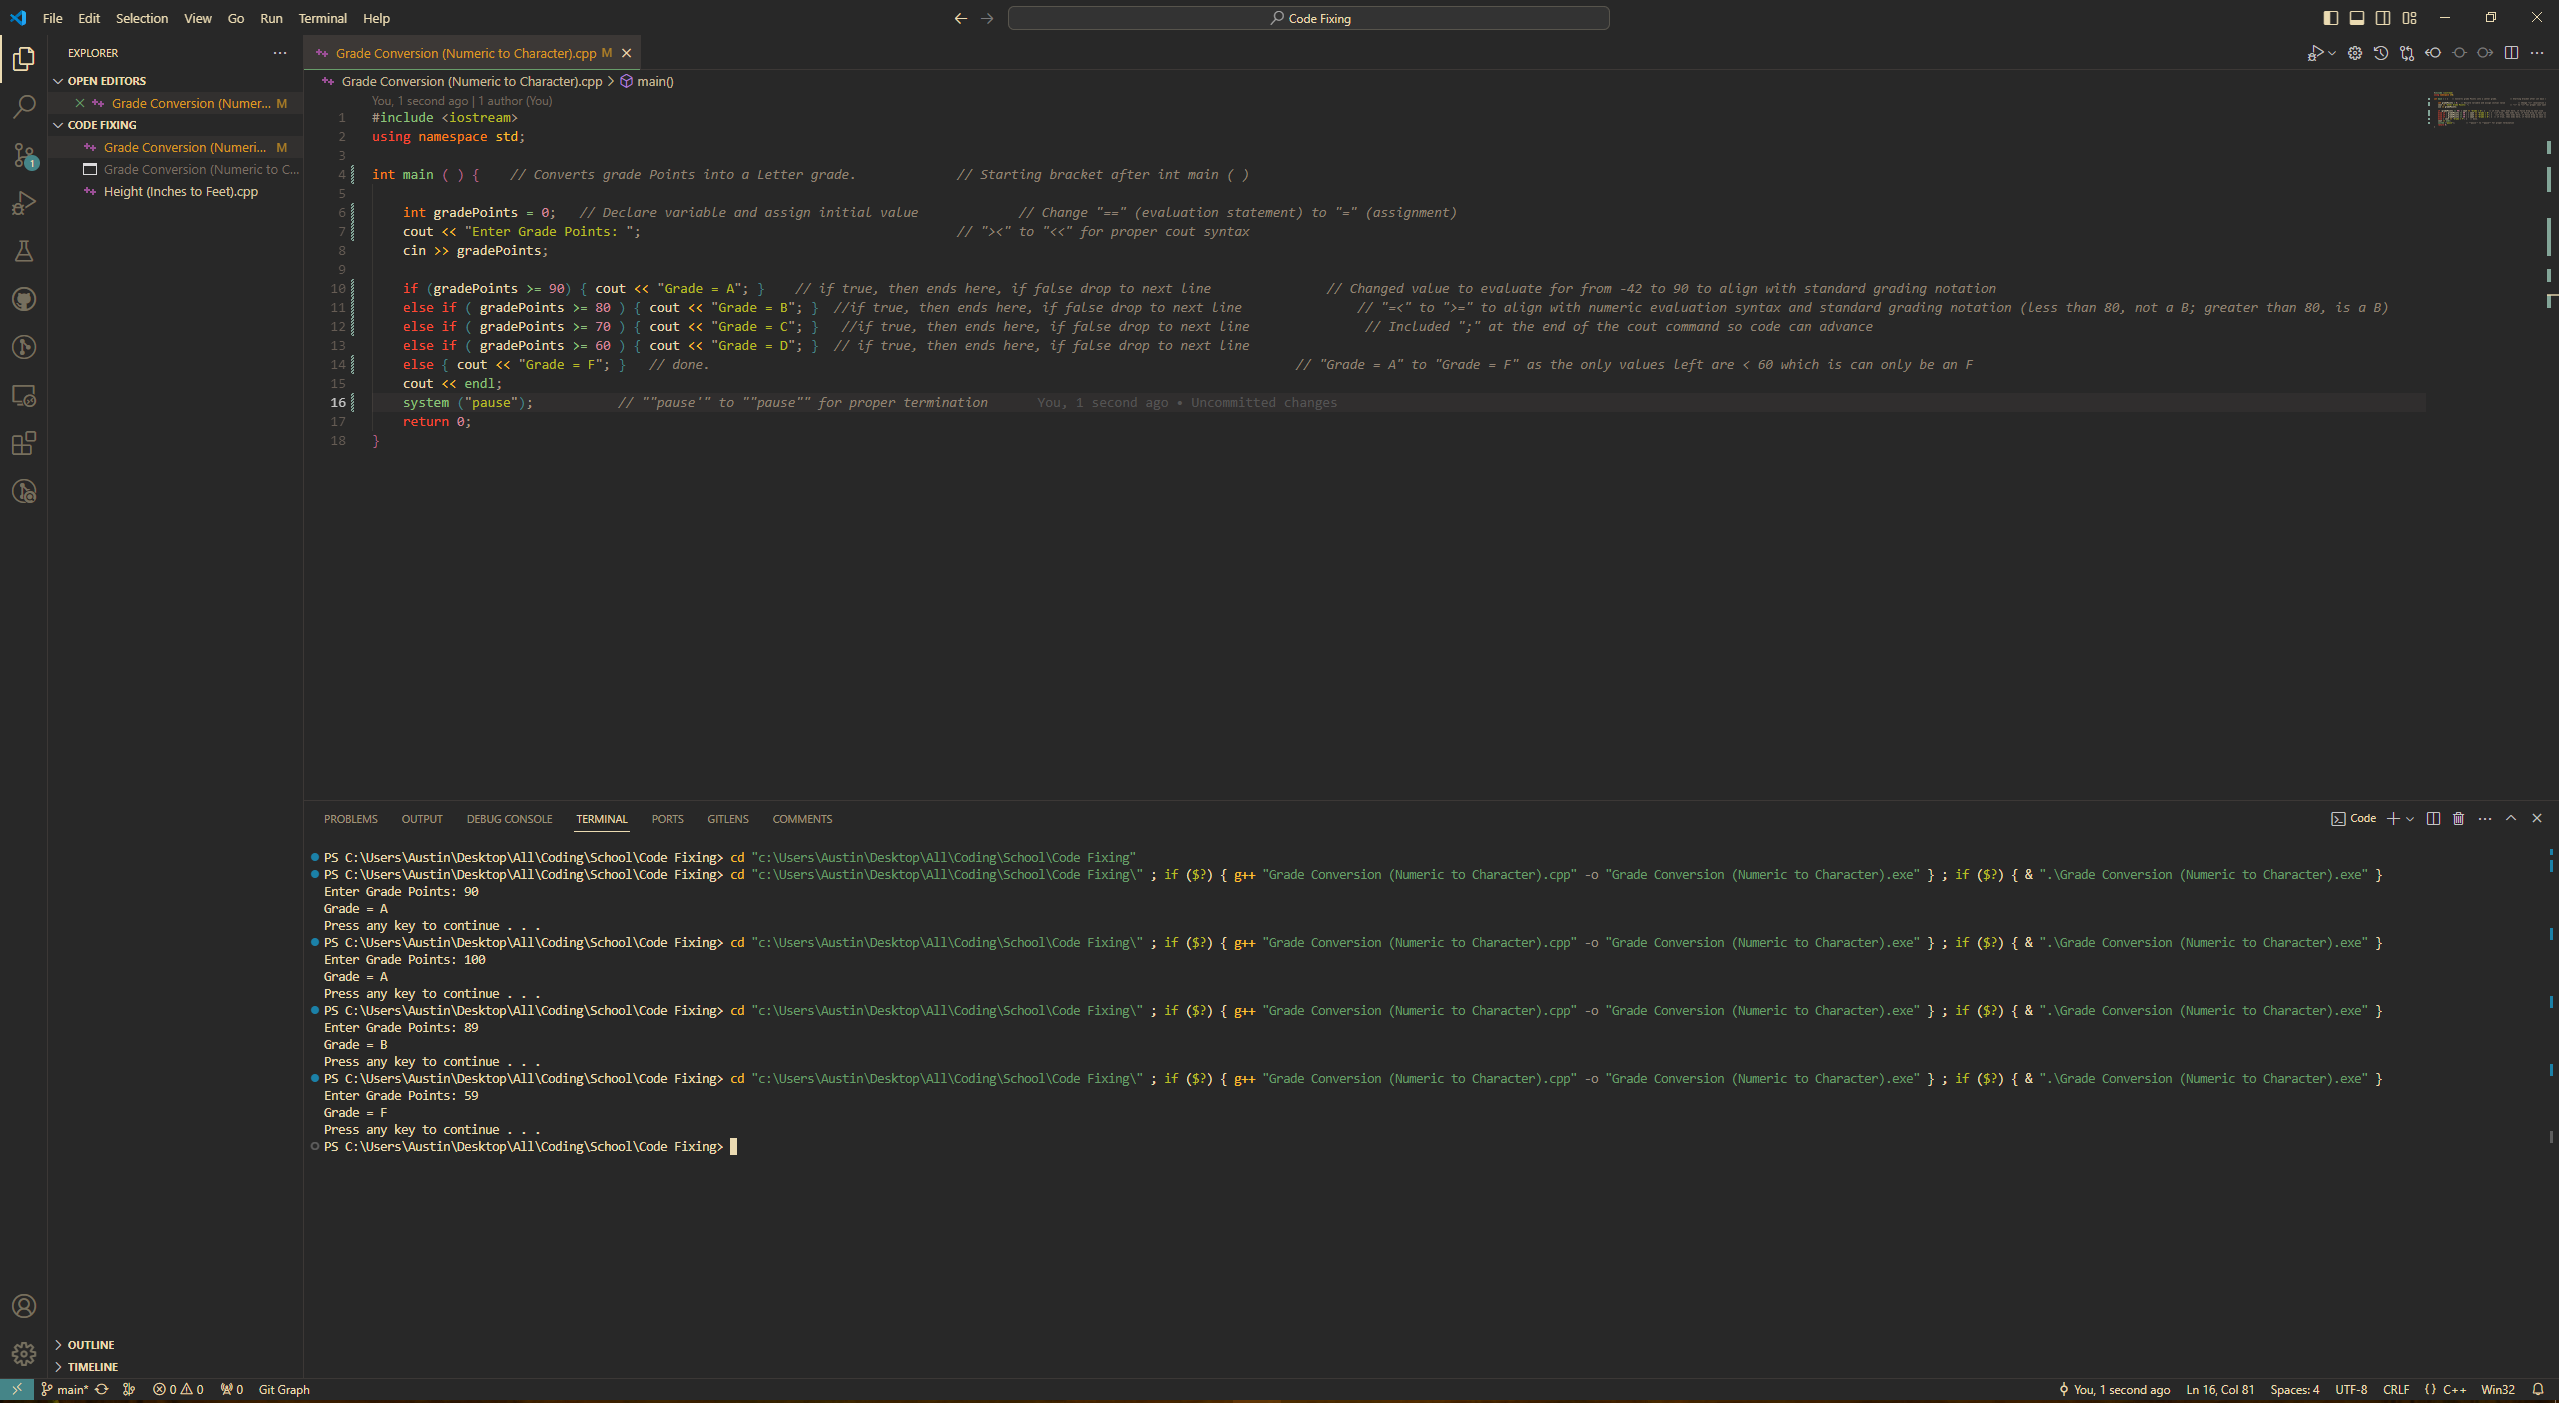 File Edit Selection View Go Run Terminal Help
Code Fixing
EXPLORER
OPEN EDITORS
Grade Conversion (Numer... M
CODE FIXING
Grade Conversion (Numeri... M
Grade Conversion (Numeric to C...
Height (Inches to Feet).cpp
OUTLINE
TIMELINE
Grade Conversion (Numeric to Character).cpp M
Grade Conversion (Numeric to Character).cpp > main()
You, 1 second ago | 1 author (You)
1 #include <iostream>
2 using namespace std;
3
4 int main ( ) { // Converts grade Points into a Letter grade. // Starting bracket after int main ( )
5
6 int gradePoints = 0; // Declare variable and assign initial value // Change "==" (evaluation statement) to "=" (assignment)
7 cout << "Enter Grade Points: "; // "><" to "<<" for proper cout syntax
8 cin >> gradePoints;
9
10 if (gradePoints >= 90) { cout << "Grade = A"; } // if true, then ends here, if false drop to next line // Changed value to evaluate for from -42 to 90 to align with standard grading notation
11 else if ( gradePoints >= 80 ) { cout << "Grade = B"; } //if true, then ends here, if false drop to next line // "=<" to ">=" to align with numeric evaluation syntax and standard grading notation (less than 80, not a B; greater than 80, is a B)
12 else if ( gradePoints >= 70 ) { cout << "Grade = C"; } //if true, then ends here, if false drop to next line // Included ";" at the end of the cout command so code can advance
13 else if ( gradePoints >= 60 ) { cout << "Grade = D"; } // if true, then ends here, if false drop to next line
14 else { cout << "Grade = F"; } // done. // "Grade = A" to "Grade = F" as the only values left are < 60 which is can only be an F
15 cout << endl;
16 system ("pause"); // ""pause'" to ""pause"" for proper termination You, 1 second ago • Uncommitted changes
17 return 0;
18 }
PROBLEMS OUTPUT DEBUG CONSOLE TERMINAL PORTS GITLENS COMMENTS
Code
PS C:\Users\Austin\Desktop\All\Coding\School\Code Fixing> cd "c:\Users\Austin\Desktop\All\Coding\School\Code Fixing"
PS C:\Users\Austin\Desktop\All\Coding\School\Code Fixing> cd "c:\Users\Austin\Desktop\All\Coding\School\Code Fixing\" ; if ($?) { g++ "Grade Conversion (Numeric to Character).cpp" -o "Grade Conversion (Numeric to Character).exe" } ; if ($?) { & ".\Grade Conversion (Numeric to Character).exe" }
Enter Grade Points: 90
Grade = A
Press any key to continue . . .
PS C:\Users\Austin\Desktop\All\Coding\School\Code Fixing> cd "c:\Users\Austin\Desktop\All\Coding\School\Code Fixing\" ; if ($?) { g++ "Grade Conversion (Numeric to Character).cpp" -o "Grade Conversion (Numeric to Character).exe" } ; if ($?) { & ".\Grade Conversion (Numeric to Character).exe" }
Enter Grade Points: 100
Grade = A
Press any key to continue . . .
PS C:\Users\Austin\Desktop\All\Coding\School\Code Fixing> cd "c:\Users\Austin\Desktop\All\Coding\School\Code Fixing\" ; if ($?) { g++ "Grade Conversion (Numeric to Character).cpp" -o "Grade Conversion (Numeric to Character).exe" } ; if ($?) { & ".\Grade Conversion (Numeric to Character).exe" }
Enter Grade Points: 89
Grade = B
Press any key to continue . . .
PS C:\Users\Austin\Desktop\All\Coding\School\Code Fixing> cd "c:\Users\Austin\Desktop\All\Coding\School\Code Fixing\" ; if ($?) { g++ "Grade Conversion (Numeric to Character).cpp" -o "Grade Conversion (Numeric to Character).exe" } ; if ($?) { & ".\Grade Conversion (Numeric to Character).exe" }
Enter Grade Points: 59
Grade = F
Press any key to continue . . .
PS C:\Users\Austin\Desktop\All\Coding\School\Code Fixing>
main* 0 0 0 Git Graph You, 1 second ago Ln 16, Col 81 Spaces: 4 UTF-8 CRLF {} C++ Win32